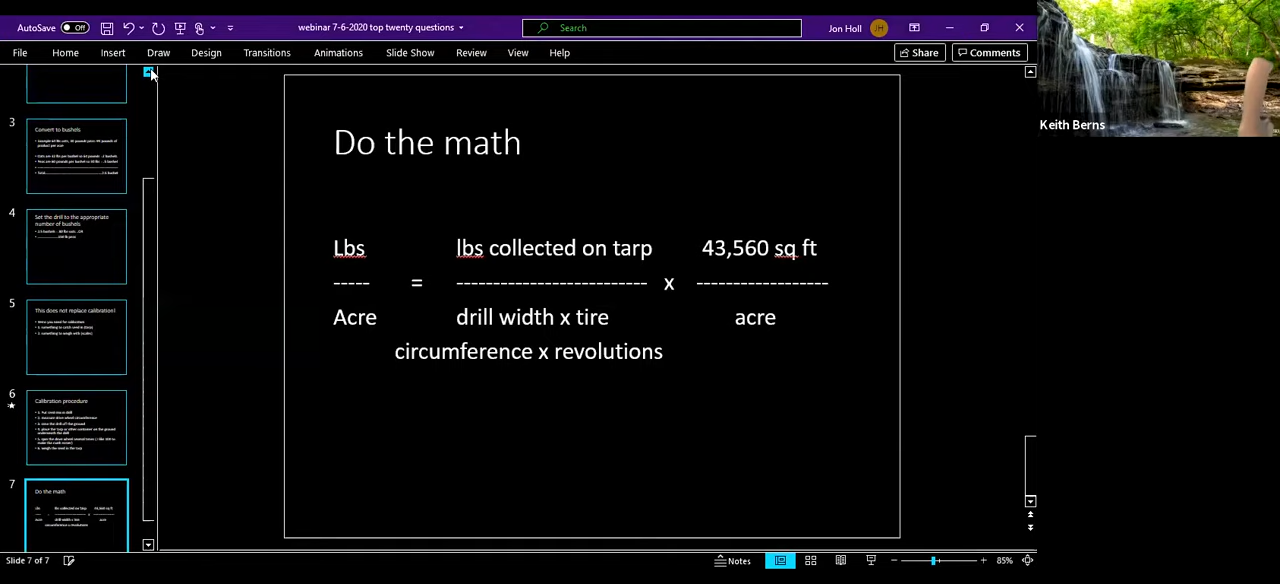 AutoSave Off
webinar 7-6-2020 top twenty questions
Search
Jon Holl JH
File Home Insert Draw Design Transitions Animations Slide Show Review View Help
Share Comments
Keith Berns
3
Convert to bushels
4
Set the drill to the appropriate
number of bushels
5
This does not replace calibration!
6
Calibration procedure
7
Do the math
Do the math
Lbs lbs collected on tarp 43,560 sq ft
----- = -------------------------- x ------------------
Acre drill width x tire acre
circumference x revolutions
Slide 7 of 7
Notes
85%